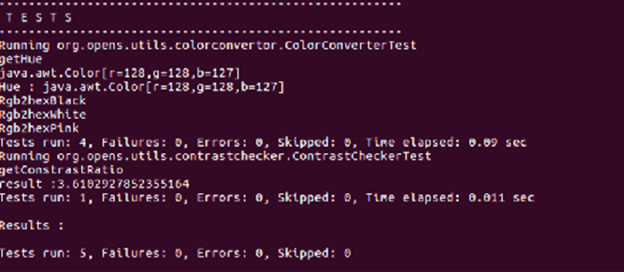 -------------------------------------------------------
 T E S T S
-------------------------------------------------------
Running org.opens.utils.colorconvertor.ColorConverterTest
getHue
java.awt.Color[r=128,g=128,b=127]
Hue : java.awt.Color[r=128,g=128,b=127]
Rgb2hexBlack
Rgb2hexWhite
Rgb2hexPink
Tests run: 4, Failures: 0, Errors: 0, Skipped: 0, Time elapsed: 0.09 sec
Running org.opens.utils.contrastchecker.ContrastCheckerTest
getConstrastRatio
result :3.6102927852355164
Tests run: 1, Failures: 0, Errors: 0, Skipped: 0, Time elapsed: 0.011 sec
Results :
Tests run: 5, Failures: 0, Errors: 0, Skipped: 0